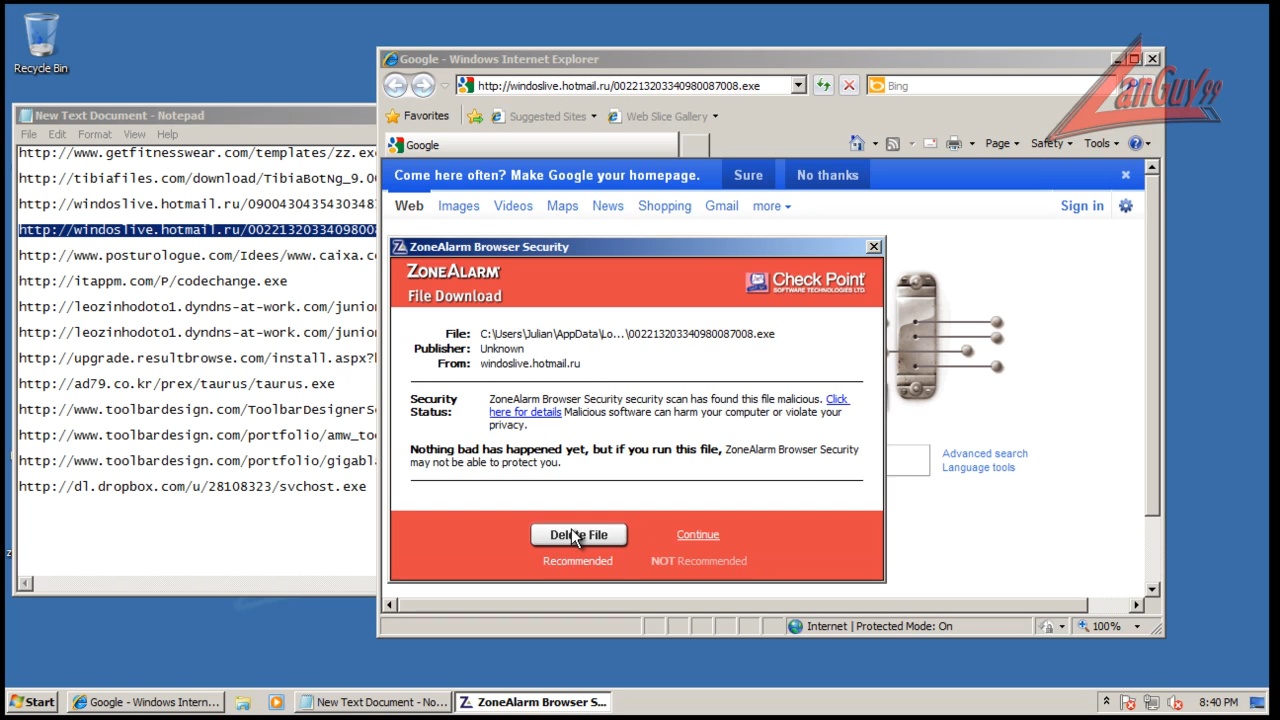 Recycle Bin
New Text Document - Notepad
File Edit Format View Help
http://www.getfitnesswear.com/templates/zz.exe
http://tibiafiles.com/download/TibiaBotNg_9.0
http://windoslive.hotmail.ru/0900430435430348
http://windoslive.hotmail.ru/002213203340980087008
http://www.posturologue.com/Idees/www.caixa.c
http://itappm.com/P/codechange.exe
http://leozinhodoto1.dyndns-at-work.com/junio
http://leozinhodoto1.dyndns-at-work.com/junio
http://upgrade.resultbrowse.com/install.aspx?
http://ad79.co.kr/prex/taurus/taurus.exe
http://www.toolbardesign.com/ToolbarDesignerS
http://www.toolbardesign.com/portfolio/amw_to
http://www.toolbardesign.com/portfolio/gigabl
http://dl.dropbox.com/u/28108323/svchost.exe
Google - Windows Internet Explorer
http://windoslive.hotmail.ru/002213203340980087008.exe
Bing
Favorites Suggested Sites Web Slice Gallery
Google
Page Safety Tools
Come here often? Make Google your homepage. Sure No thanks
Web Images Videos Maps News Shopping Gmail more Sign in
ZoneAlarm Browser Security
ZONEALARM
File Download
Check Point
SOFTWARE TECHNOLOGIES LTD.
File: C:\Users\Julian\AppData\Lo...\002213203340980087008.exe
Publisher: Unknown
From: windoslive.hotmail.ru
Security Status: ZoneAlarm Browser Security security scan has found this file malicious. Click
here for details Malicious software can harm your computer or violate your
privacy.
Nothing bad has happened yet, but if you run this file, ZoneAlarm Browser Security
may not be able to protect you.
Delete File Continue
Recommended NOT Recommended
Advanced search
Language tools
Internet | Protected Mode: On 100%
Start Google - Windows Intern... New Text Document - No... ZoneAlarm Browser S... 8:40 PM